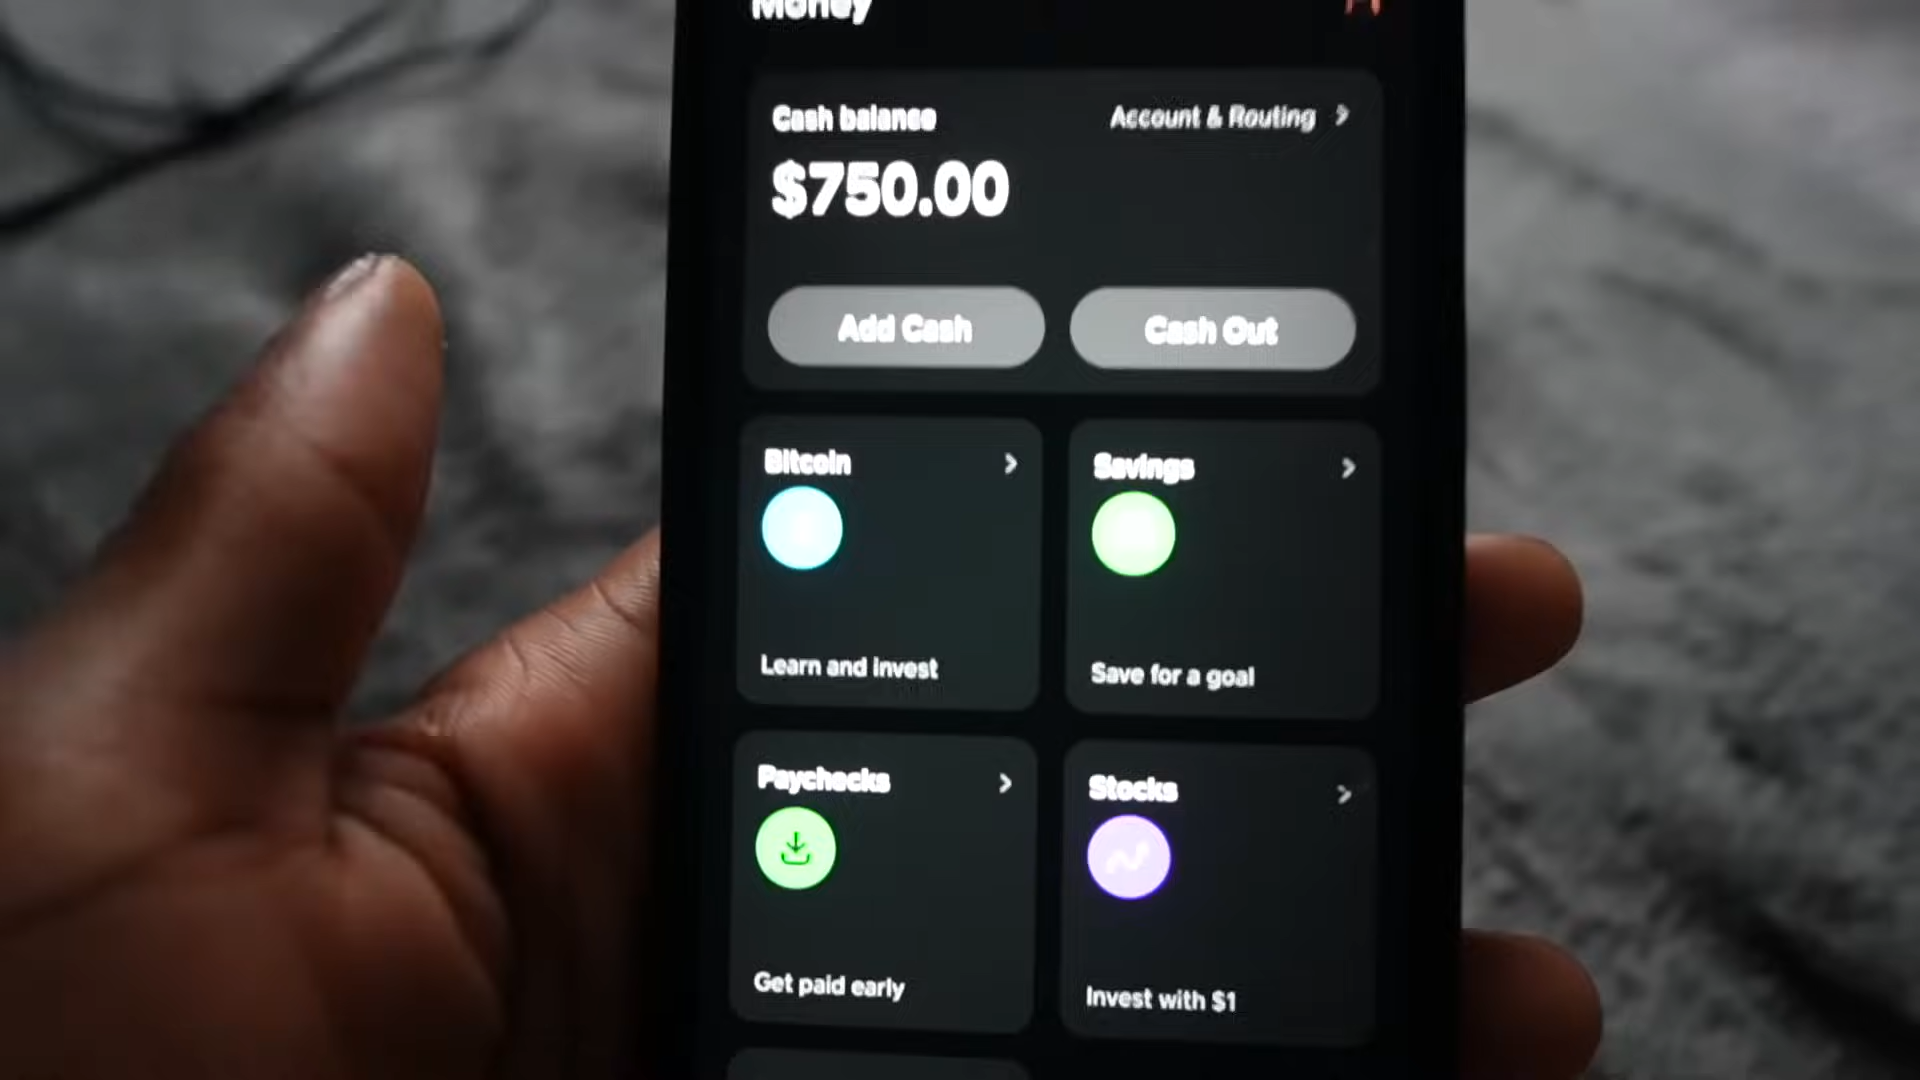 Money
Cash balance
Account & Routing
$750.00
Add Cash
Cash Out
Bitcoin
Savings
Learn and invest
Save for a goal
Paychecks
Stocks
Get paid early
Invest with $1